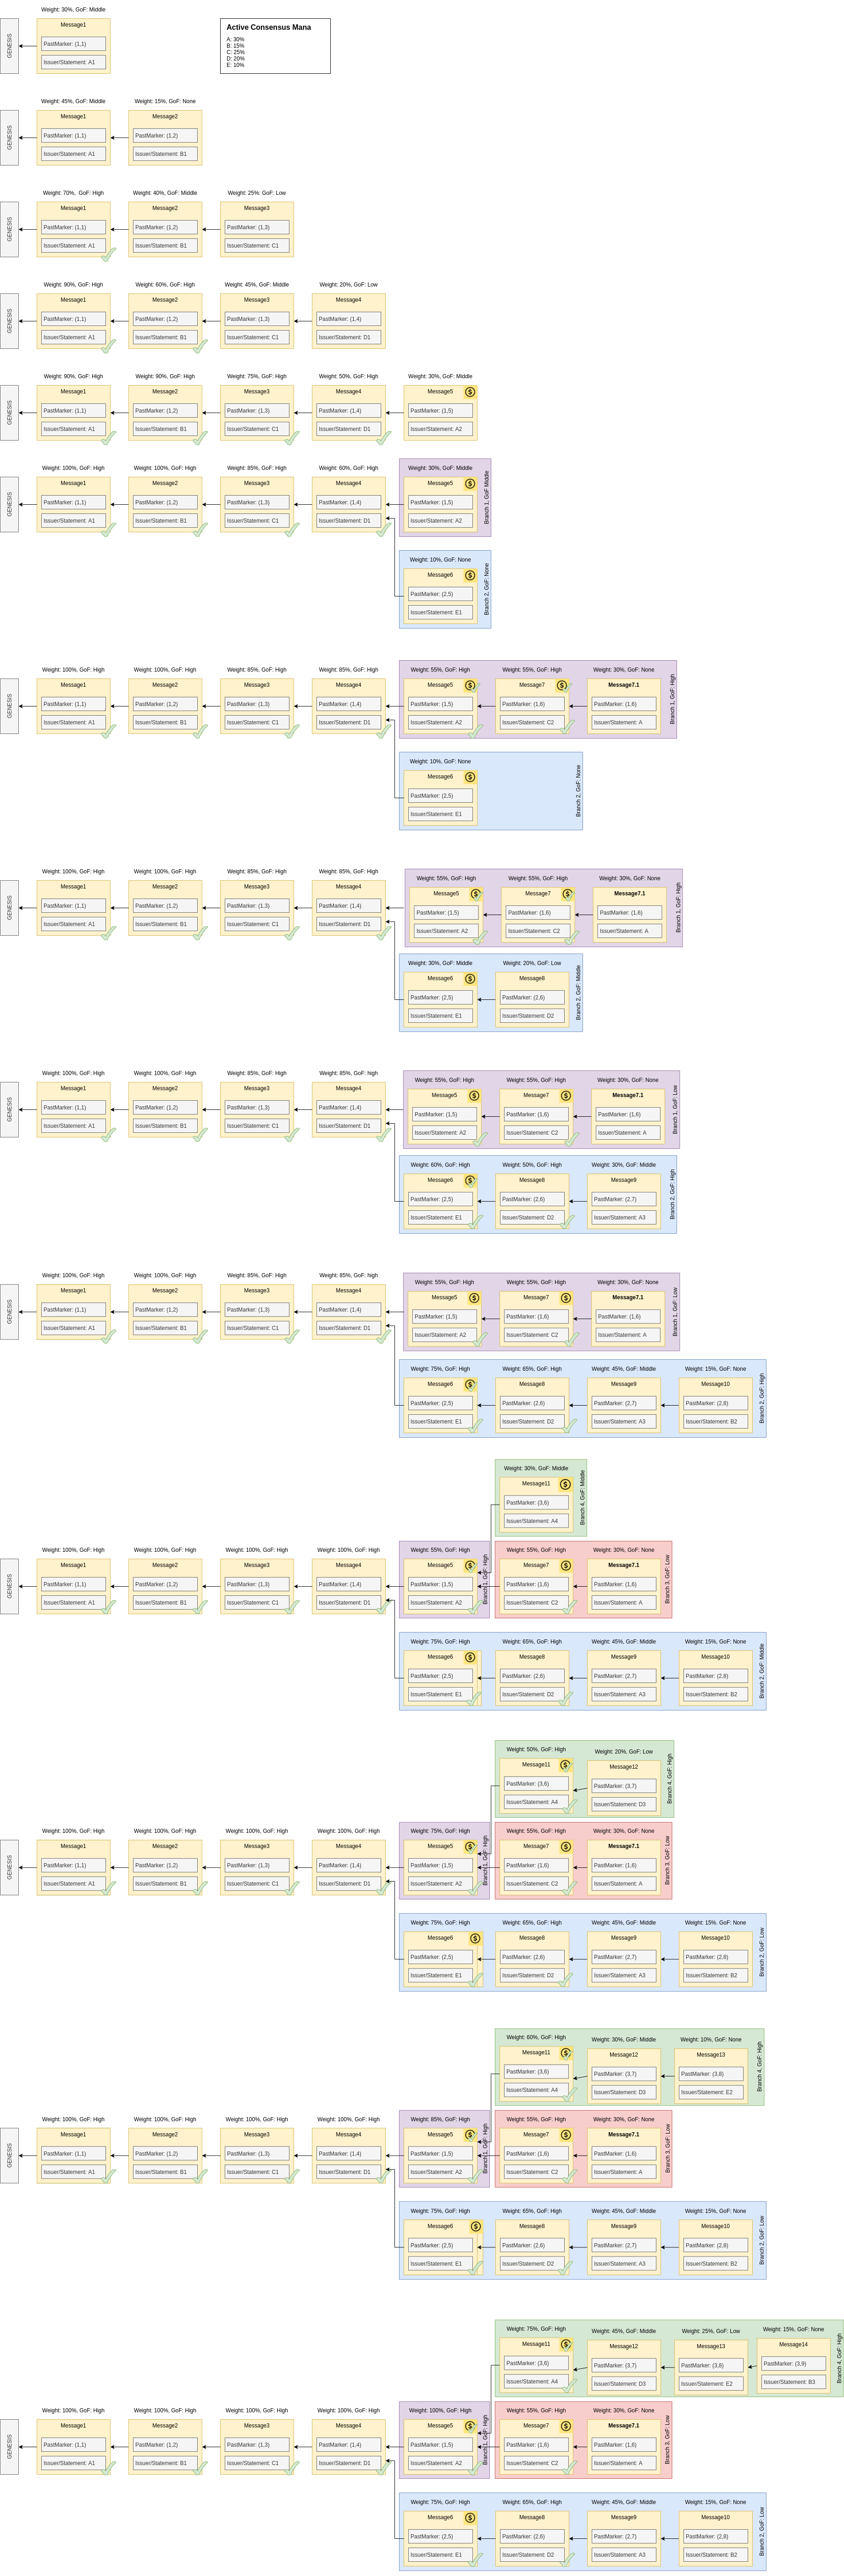 Weight: 30%, GoF: Middle
Active Consensus Mana
A: 30%
B: 15%
C: 25%
D: 20%
E: 10%
GENESIS
Message1
PastMarker: (1,1)
Issuer/Statement: A1
Weight: 45%, GoF: Middle Weight: 15%, GoF: None
GENESIS
Message1 Message2
PastMarker: (1,1) PastMarker: (1,2)
Issuer/Statement: A1 Issuer/Statement: B1
Weight: 70%, GoF: High Weight: 40%, GoF: Middle Weight: 25%: GoF: Low
GENESIS
Message1 Message2 Message3
PastMarker: (1,1) PastMarker: (1,2) PastMarker: (1,3)
Issuer/Statement: A1 Issuer/Statement: B1 Issuer/Statement: C1
Weight: 90%, GoF: High Weight: 60%, GoF: High Weight: 45%, GoF: Middle Weight: 20%, GoF: Low
GENESIS
Message1 Message2 Message3 Message4
PastMarker: (1,1) PastMarker: (1,2) PastMarker: (1,3) PastMarker: (1,4)
Issuer/Statement: A1 Issuer/Statement: B1 Issuer/Statement: C1 Issuer/Statement: D1
Weight: 90%, GoF: High Weight: 90%, GoF: High Weight: 75%, GoF: High Weight: 50%, GoF: High Weight: 30%, GoF: Middle
GENESIS
Message1 Message2 Message3 Message4 Message5
PastMarker: (1,1) PastMarker: (1,2) PastMarker: (1,3) PastMarker: (1,4) PastMarker: (1,5)
Issuer/Statement: A1 Issuer/Statement: B1 Issuer/Statement: C1 Issuer/Statement: D1 Issuer/Statement: A2
Weight: 100%, GoF: High Weight: 100%, GoF: High Weight: 85%, GoF: High Weight: 60%, GoF: High Weight: 30%, GoF: Middle
GENESIS
Message1 Message2 Message3 Message4 Message5
PastMarker: (1,1) PastMarker: (1,2) PastMarker: (1,3) PastMarker: (1,4) PastMarker: (1,5)
Issuer/Statement: A1 Issuer/Statement: B1 Issuer/Statement: C1 Issuer/Statement: D1 Issuer/Statement: A2
Branch 1, GoF Middle
Weight: 10%, GoF: None
Message6
PastMarker: (2,5)
Issuer/Statement: E1
Branch 2, GoF: None
Weight: 100%, GoF: High Weight: 100%, GoF: High Weight: 85%, GoF: High Weight: 85%, GoF: High Weight: 55%, GoF: High Weight: 55%, GoF: High Weight: 30%, GoF: None
GENESIS
Message1 Message2 Message3 Message4 Message5 Message7 Message7.1
PastMarker: (1,1) PastMarker: (1,2) PastMarker: (1,3) PastMarker: (1,4) PastMarker: (1,5) PastMarker: (1,6) PastMarker: (1,6)
Issuer/Statement: A1 Issuer/Statement: B1 Issuer/Statement: C1 Issuer/Statement: D1 Issuer/Statement: A2 Issuer/Statement: C2 Issuer/Statement: A
Branch 1, GoF: High
Weight: 10%, GoF: None
Message6
PastMarker: (2,5)
Issuer/Statement: E1
Branch 2, GoF: None
Weight: 100%, GoF: High Weight: 100%, GoF: High Weight: 85%, GoF: High Weight: 85%, GoF: High Weight: 55%, GoF: High Weight: 55%, GoF: High Weight: 30%, GoF: None
GENESIS
Message1 Message2 Message3 Message4 Message5 Message7 Message7.1
PastMarker: (1,1) PastMarker: (1,2) PastMarker: (1,3) PastMarker: (1,4) PastMarker: (1,5) PastMarker: (1,6) PastMarker: (1,6)
Issuer/Statement: A1 Issuer/Statement: B1 Issuer/Statement: C1 Issuer/Statement: D1 Issuer/Statement: A2 Issuer/Statement: C2 Issuer/Statement: A
Branch 1, GoF: High
Weight: 30%, GoF: Middle Weight: 20%, GoF: Low
Message6 Message8
PastMarker: (2,5) PastMarker: (2,6)
Issuer/Statement: E1 Issuer/Statement: D2
Branch 2, GoF: Middle
Weight: 100%, GoF: High Weight: 100%, GoF: High Weight: 85%, GoF: High Weight: 85%, GoF: high Weight: 55%, GoF: High Weight: 55%, GoF: High Weight: 30%, GoF: None
GENESIS
Message1 Message2 Message3 Message4 Message5 Message7 Message7.1
PastMarker: (1,1) PastMarker: (1,2) PastMarker: (1,3) PastMarker: (1,4) PastMarker: (1,5) PastMarker: (1,6) PastMarker: (1,6)
Issuer/Statement: A1 Issuer/Statement: B1 Issuer/Statement: C1 Issuer/Statement: D1 Issuer/Statement: A2 Issuer/Statement: C2 Issuer/Statement: A
Branch 1, GoF: Low
Weight: 60%, GoF: High Weight: 50%, GoF: High Weight: 30%, GoF: Middle
Message6 Message8 Message9
PastMarker: (2,5) PastMarker: (2,6) PastMarker: (2,7)
Issuer/Statement: E1 Issuer/Statement: D2 Issuer/Statement: A3
Branch 2, GoF: High
Weight: 100%, GoF: High Weight: 100%, GoF: High Weight: 85%, GoF: High Weight: 85%, GoF: high Weight: 55%, GoF: High Weight: 55%, GoF: High Weight: 30%, GoF: None
GENESIS
Message1 Message2 Message3 Message4 Message5 Message7 Message7.1
PastMarker: (1,1) PastMarker: (1,2) PastMarker: (1,3) PastMarker: (1,4) PastMarker: (1,5) PastMarker: (1,6) PastMarker: (1,6)
Issuer/Statement: A1 Issuer/Statement: B1 Issuer/Statement: C1 Issuer/Statement: D1 Issuer/Statement: A2 Issuer/Statement: C2 Issuer/Statement: A
Branch 1, GoF: Low
Weight: 75%, GoF: High Weight: 65%, GoF: High Weight: 45%, GoF: Middle Weight: 15%, GoF: None
Message6 Message8 Message9 Message10
PastMarker: (2,5) PastMarker: (2,6) PastMarker: (2,7) PastMarker: (2,8)
Issuer/Statement: E1 Issuer/Statement: D2 Issuer/Statement: A3 Issuer/Statement: B2
Branch 2, GoF: High
Weight: 30%, GoF: Middle
Message11
PastMarker: (3,6)
Issuer/Statement: A4
Branch 4, GoF: Middle
Weight: 100%, GoF: High Weight: 100%, GoF: High Weight: 100%, GoF: High Weight: 100%, GoF: High Weight: 55%, GoF: High Weight: 55%, GoF: High Weight: 30%, GoF: None
GENESIS
Message1 Message2 Message3 Message4 Message5 Message7 Message7.1
PastMarker: (1,1) PastMarker: (1,2) PastMarker: (1,3) PastMarker: (1,4) PastMarker: (1,5) PastMarker: (1,6) PastMarker: (1,6)
Issuer/Statement: A1 Issuer/Statement: B1 Issuer/Statement: C1 Issuer/Statement: D1 Issuer/Statement: A2 Issuer/Statement: C2 Issuer/Statement: A
Branch 1, GoF: High
Branch 3, GoF: Low
Weight: 75%, GoF: High Weight: 65%, GoF: High Weight: 45%, GoF: Middle Weight: 15%, GoF: None
Message6 Message8 Message9 Message10
PastMarker: (2,5) PastMarker: (2,6) PastMarker: (2,7) PastMarker: (2,8)
Issuer/Statement: E1 Issuer/Statement: D2 Issuer/Statement: A3 Issuer/Statement: B2
Branch 2, GoF: Middle
Weight: 50%, GoF: High Weight: 20%, GoF: Low
Message11 Message12
PastMarker: (3,6) PastMarker: (3,7)
Issuer/Statement: A4 Issuer/Statement: D3
Branch 4, GoF: High
Weight: 100%, GoF: High Weight: 100%, GoF: High Weight: 100%, GoF: High Weight: 100%, GoF: High Weight: 75%, GoF: High Weight: 55%, GoF: High Weight: 30%, GoF: None
GENESIS
Message1 Message2 Message3 Message4 Message5 Message7 Message7.1
PastMarker: (1,1) PastMarker: (1,2) PastMarker: (1,3) PastMarker: (1,4) PastMarker: (1,5) PastMarker: (1,6) PastMarker: (1,6)
Issuer/Statement: A1 Issuer/Statement: B1 Issuer/Statement: C1 Issuer/Statement: D1 Issuer/Statement: A2 Issuer/Statement: C2 Issuer/Statement: A
Branch 1, GoF: High
Branch 3, GoF: Low
Weight: 75%, GoF: High Weight: 65%, GoF: High Weight: 45%, GoF: Middle Weight: 15%. GoF: None
Message6 Message8 Message9 Message10
PastMarker: (2,5) PastMarker: (2,6) PastMarker: (2,7) PastMarker: (2,8)
Issuer/Statement: E1 Issuer/Statement: D2 Issuer/Statement: A3 Issuer/Statement: B2
Branch 2, GoF: Low
Weight: 60%, GoF: High Weight: 30%, GoF: Middle Weight: 10%, GoF: None
Message11 Message12 Message13
PastMarker: (3,6) PastMarker: (3,7) PastMarker: (3,8)
Issuer/Statement: A4 Issuer/Statement: D3 Issuer/Statement: E2
Branch 4, GoF: High
Weight: 100%, GoF: High Weight: 100%, GoF: High Weight: 100%, GoF: High Weight: 100%, GoF: High Weight: 85%, GoF: High Weight: 55%, GoF: High Weight: 30%, GoF: None
GENESIS
Message1 Message2 Message3 Message4 Message5 Message7 Message7.1
PastMarker: (1,1) PastMarker: (1,2) PastMarker: (1,3) PastMarker: (1,4) PastMarker: (1,5) PastMarker: (1,6) PastMarker: (1,6)
Issuer/Statement: A1 Issuer/Statement: B1 Issuer/Statement: C1 Issuer/Statement: D1 Issuer/Statement: A2 Issuer/Statement: C2 Issuer/Statement: A
Branch 1, GoF: High
Branch 3, GoF: Low
Weight: 75%, GoF: High Weight: 65%, GoF: High Weight: 45%, GoF: Middle Weight: 15%, GoF: None
Message6 Message8 Message9 Message10
PastMarker: (2,5) PastMarker: (2,6) PastMarker: (2,7) PastMarker: (2,8)
Issuer/Statement: E1 Issuer/Statement: D2 Issuer/Statement: A3 Issuer/Statement: B2
Branch 2, GoF: Low
Weight: 75%, GoF: High Weight: 45%, GoF: Middle Weight: 25%, GoF: Low Weight: 15%, GoF: None
Message11 Message12 Message13 Message14
PastMarker: (3,6) PastMarker: (3,7) PastMarker: (3,8) PastMarker: (3,9)
Issuer/Statement: A4 Issuer/Statement: D3 Issuer/Statement: E2 Issuer/Statement: B3
Branch 4, GoF: High
Weight: 100%, GoF: High Weight: 100%, GoF: High Weight: 100%, GoF: High Weight: 100%, GoF: High Weight: 100%, GoF: High Weight: 55%, GoF: High Weight: 30%, GoF: None
GENESIS
Message1 Message2 Message3 Message4 Message5 Message7 Message7.1
PastMarker: (1,1) PastMarker: (1,2) PastMarker: (1,3) PastMarker: (1,4) PastMarker: (1,5) PastMarker: (1,6) PastMarker: (1,6)
Issuer/Statement: A1 Issuer/Statement: B1 Issuer/Statement: C1 Issuer/Statement: D1 Issuer/Statement: A2 Issuer/Statement: C2 Issuer/Statement: A
Branch 1, GoF: High
Branch 3, GoF: Low
Weight: 75%, GoF: High Weight: 65%, GoF: High Weight: 45%, GoF: Middle Weight: 15%, GoF: None
Message6 Message8 Message9 Message10
PastMarker: (2,5) PastMarker: (2,6) PastMarker: (2,7) PastMarker: (2,8)
Issuer/Statement: E1 Issuer/Statement: D2 Issuer/Statement: A3 Issuer/Statement: B2
Branch 2, GoF: Low